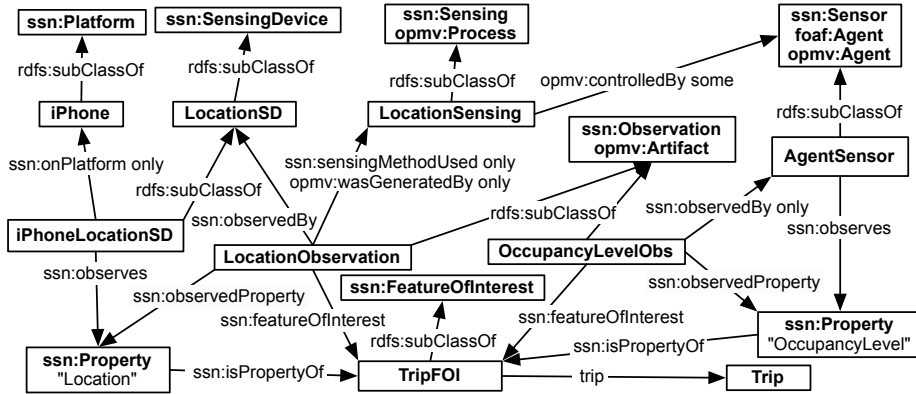 ssn:Platform
ssn:SensingDevice
ssn:Sensing
opmv:Process
ssn:Sensor
foaf:Agent
opmv:Agent
rdfs:subClassOf
rdfs:subClassOf
rdfs:subClassOf
opmv:controlledBy some
rdfs:subClassOf
iPhone
LocationSD
LocationSensing
ssn:Observation
opmv:Artifact
AgentSensor
ssn:onPlatform only
rdfs:subClassOf
ssn:observedBy
ssn:sensingMethodUsed only
opmv:wasGeneratedBy only
rdfs:subClassOf
ssn:observedBy only
ssn:observes
iPhoneLocationSD
LocationObservation
OccupancyLevelObs
ssn:observes
ssn:observedProperty
ssn:FeatureOfInterest
ssn:observedProperty
ssn:featureOfInterest
rdfs:subClassOf
ssn:featureOfInterest
ssn:isPropertyOf
ssn:Property
"OccupancyLevel"
ssn:Property
"Location"
ssn:isPropertyOf
TripFOI
trip
Trip